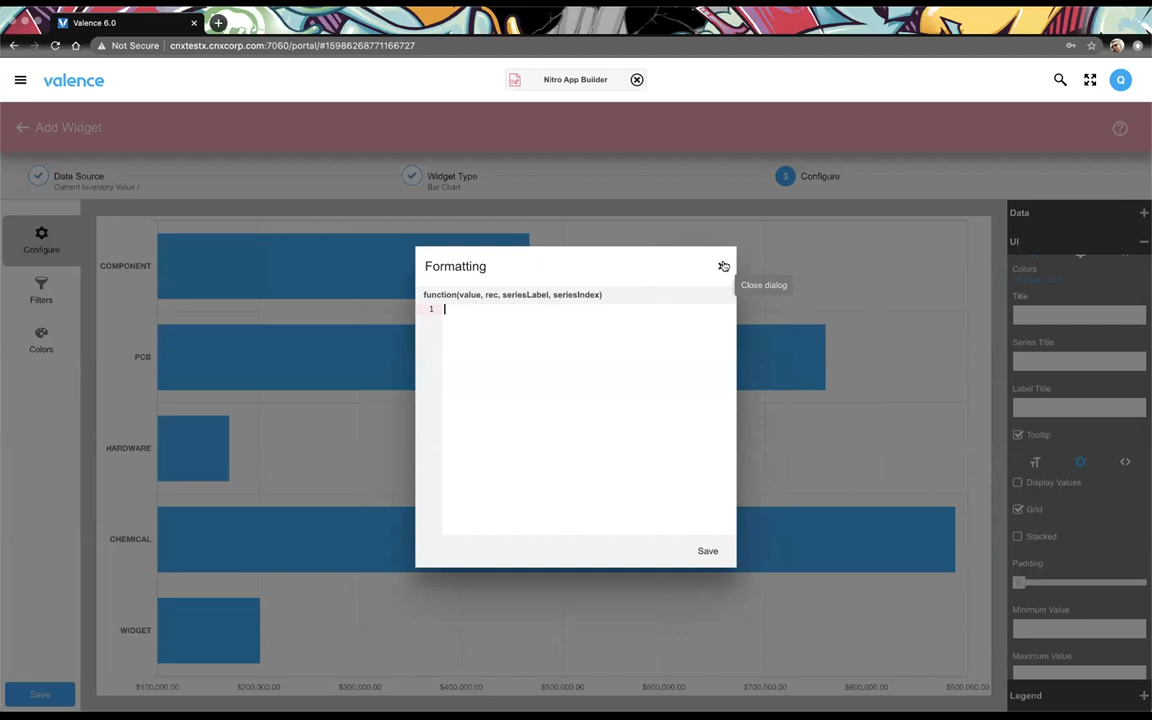 Valence 6.0
Not Secure
cnxtestx.cnxcorp.com:7060/portal/#15986268771166727
valence
Nitro App Builder
Q
Add Widget
Data Source
Current Inventory Value /
Widget Type
Bar Chart
3
Configure
Configure
Filters
Colors
Save
COMPONENT
PCB
HARDWARE
CHEMICAL
WIDGET
$100,000.00
$200,000.00
$300,000.00
$400,000.00
$500,000.00
$600,000.00
$700,000.00
$800,000.00
$900,000.00
Formatting
Close dialog
function(value, rec, seriesLabel, seriesIndex)
1
Save
Data
UI
Colors
Title
Series Title
Label Title
Tooltip
Display Values
Grid
Stacked
Padding
Minimum Value
Maximum Value
Legend